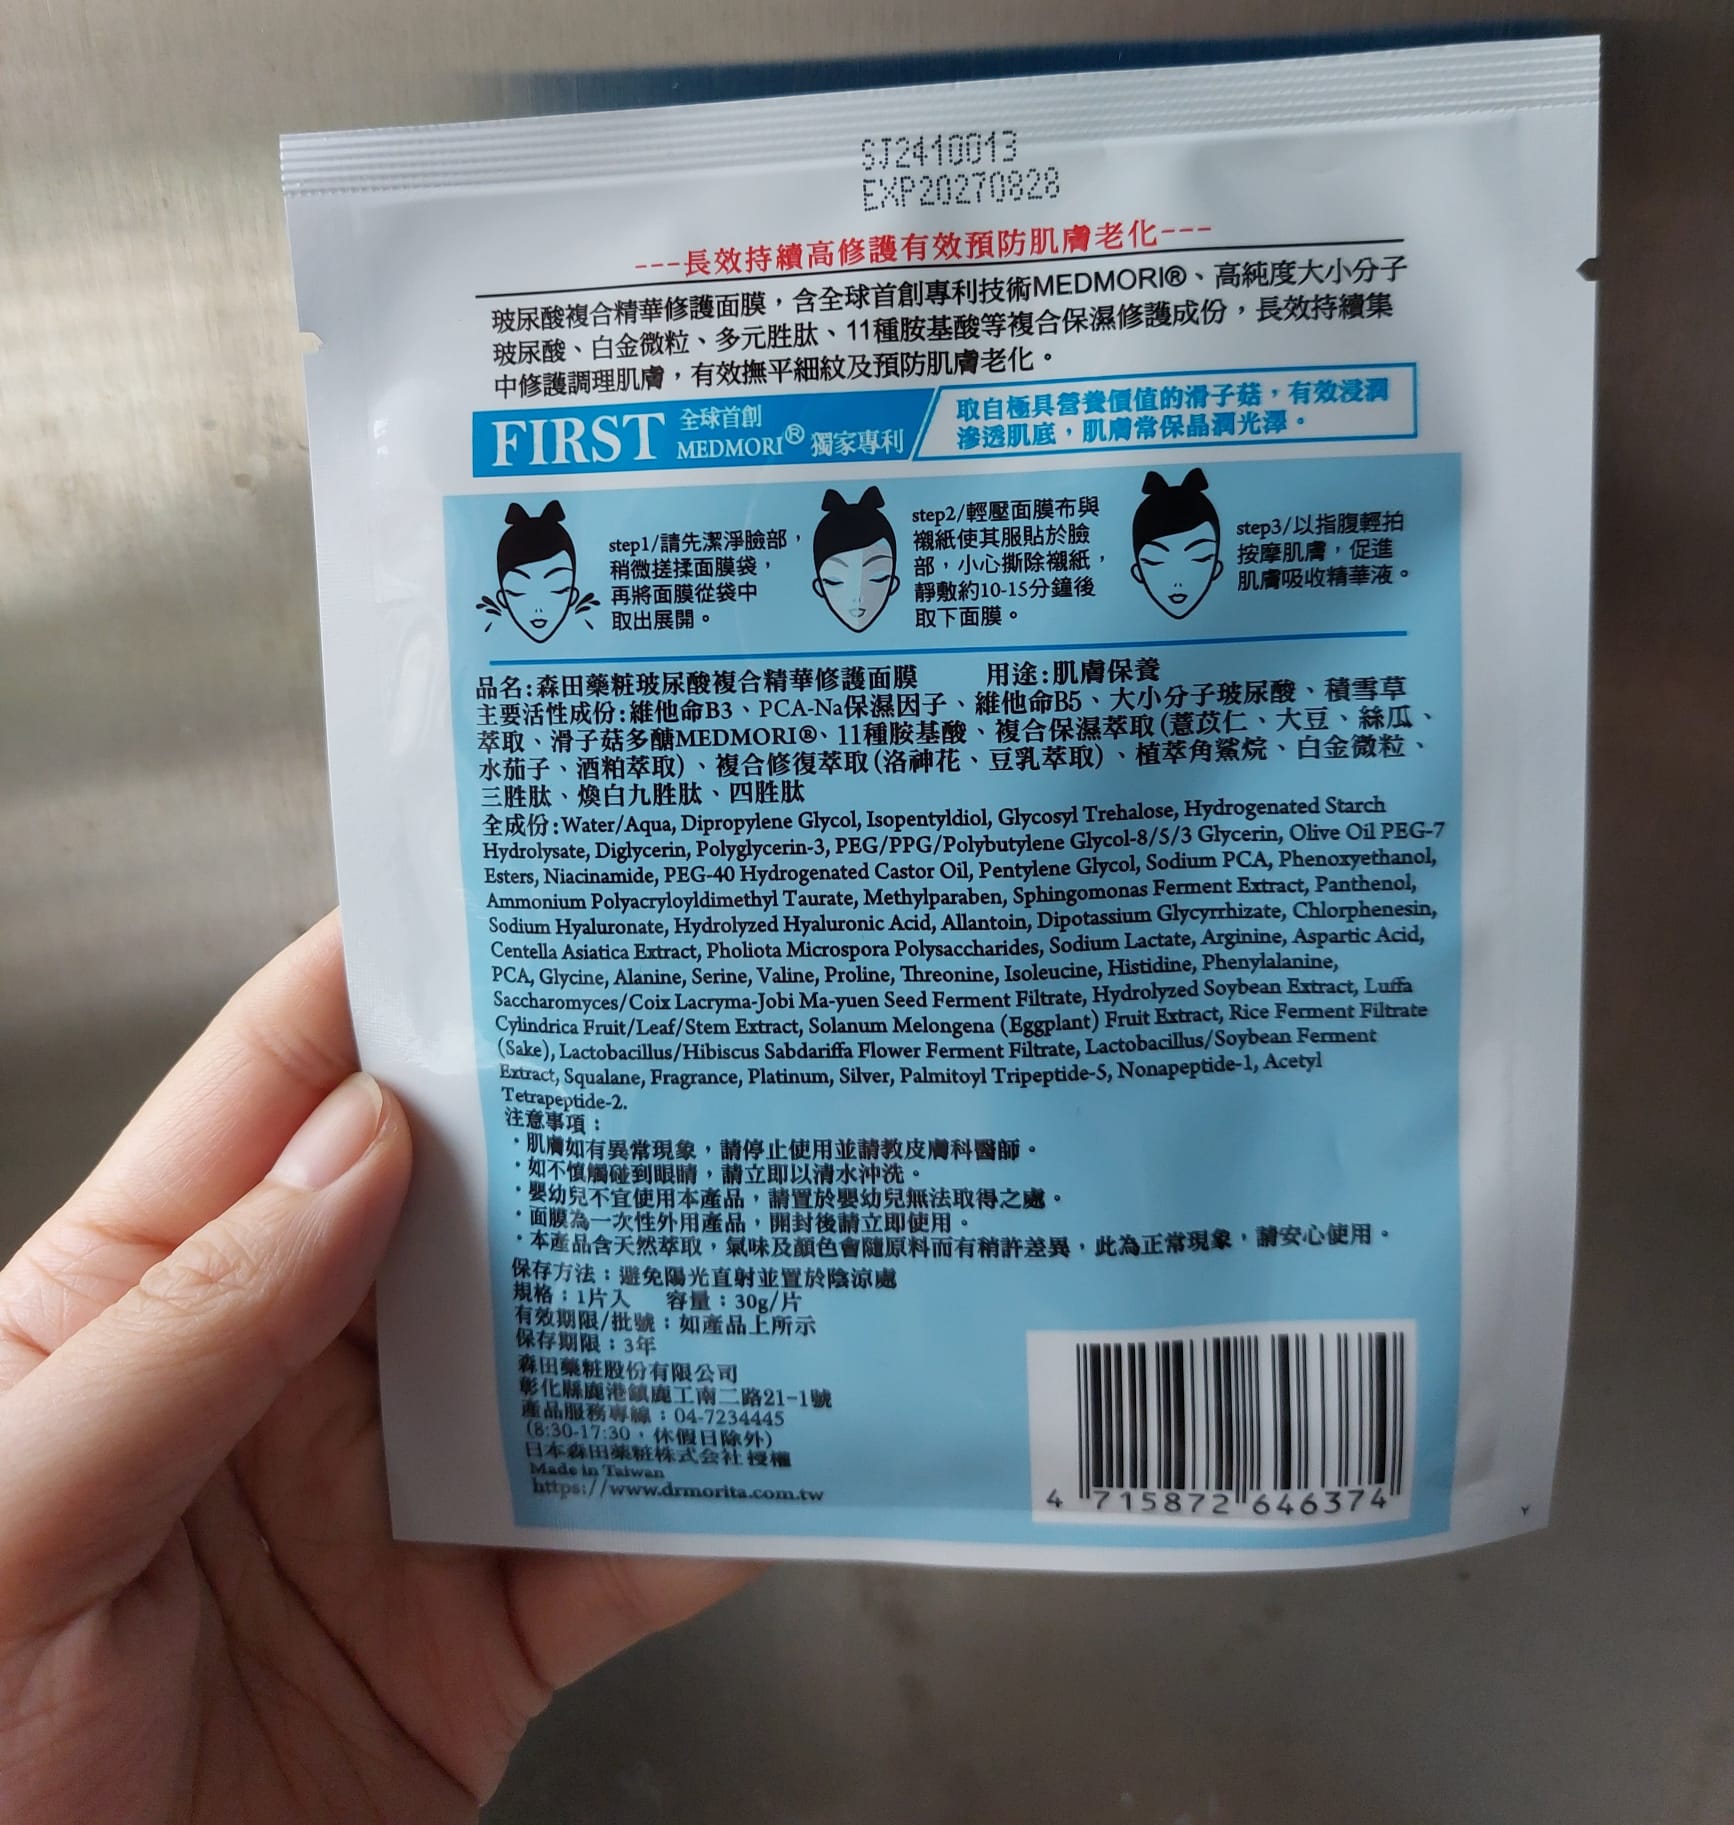 SJ2410013
EXP20270828
---長效持續高修護有效預防肌膚老化---
玻尿酸複合精華修護面膜，含全球首創專利技術MEDMORI®、高純度大小分子
玻尿酸、白金微粒、多元胜肽、11種胺基酸等複合保濕修護成份，長效持續集
中修護調理肌膚，有效撫平細紋及預防肌膚老化。
FIRST 全球首創
MEDMORI® 獨家專利
取自極具營養價值的滑子菇，有效浸潤
滲透肌底，肌膚常保晶潤光澤。
step1/請先潔淨臉部，
稍微搓揉面膜袋，
再將面膜從袋中
取出展開。
step2/輕壓面膜布與
襯紙使其服貼於臉
部，小心撕除襯紙，
靜敷約10-15分鐘後
取下面膜。
step3/以指腹輕拍
按摩肌膚，促進
肌膚吸收精華液。
品名:森田藥粧玻尿酸複合精華修護面膜 用途:肌膚保養
主要活性成份:維他命B3、PCA-Na保濕因子、維他命B5、大小分子玻尿酸、積雪草
萃取、滑子菇多醣MEDMORI®、11種胺基酸、複合保濕萃取(薏苡仁、大豆、絲瓜、
水茄子、酒粕萃取)、複合修復萃取(洛神花、豆乳萃取)、植萃角鯊烷、白金微粒、
三胜肽、煥白九胜肽、四胜肽
全成份:Water/Aqua, Dipropylene Glycol, Isopentyldiol, Glycosyl Trehalose, Hydrogenated Starch
Hydrolysate, Diglycerin, Polyglycerin-3, PEG/PPG/Polybutylene Glycol-8/5/3 Glycerin, Olive Oil PEG-7
Esters, Niacinamide, PEG-40 Hydrogenated Castor Oil, Pentylene Glycol, Sodium PCA, Phenoxyethanol,
Ammonium Polyacryloyldimethyl Taurate, Methylparaben, Sphingomonas Ferment Extract, Panthenol,
Sodium Hyaluronate, Hydrolyzed Hyaluronic Acid, Allantoin, Dipotassium Glycyrrhizate, Chlorphenesin,
Centella Asiatica Extract, Pholiota Microspora Polysaccharides, Sodium Lactate, Arginine, Aspartic Acid,
PCA, Glycine, Alanine, Serine, Valine, Proline, Threonine, Isoleucine, Histidine, Phenylalanine,
Saccharomyces/Coix Lacryma-Jobi Ma-yuen Seed Ferment Filtrate, Hydrolyzed Soybean Extract, Luffa
Cylindrica Fruit/Leaf/Stem Extract, Solanum Melongena (Eggplant) Fruit Extract, Rice Ferment Filtrate
(Sake), Lactobacillus/Hibiscus Sabdariffa Flower Ferment Filtrate, Lactobacillus/Soybean Ferment
Extract, Squalane, Fragrance, Platinum, Silver, Palmitoyl Tripeptide-5, Nonapeptide-1, Acetyl
Tetrapeptide-2.
注意事項：
・肌膚如有異常現象，請停止使用並請教皮膚科醫師。
・如不慎觸碰到眼睛，請立即以清水沖洗。
・嬰幼兒不宜使用本產品，請置於嬰幼兒無法取得之處。
・面膜為一次性外用產品，開封後請立即使用。
・本產品含天然萃取，氣味及顏色會隨原料而有稍許差異，此為正常現象，請安心使用。
保存方法：避免陽光直射並置於陰涼處
規格：1片入 容量：30g/片
有效期限/批號：如產品上所示
保存期限：3年
森田藥粧股份有限公司
彰化縣鹿港鎮鹿工南二路21-1號
產品服務專線：04-7234445
(8:30-17:30，休假日除外)
日本森田藥粧株式会社 授權
Made in Taiwan
https://www.drmorita.com.tw
4 715872 646374
Y